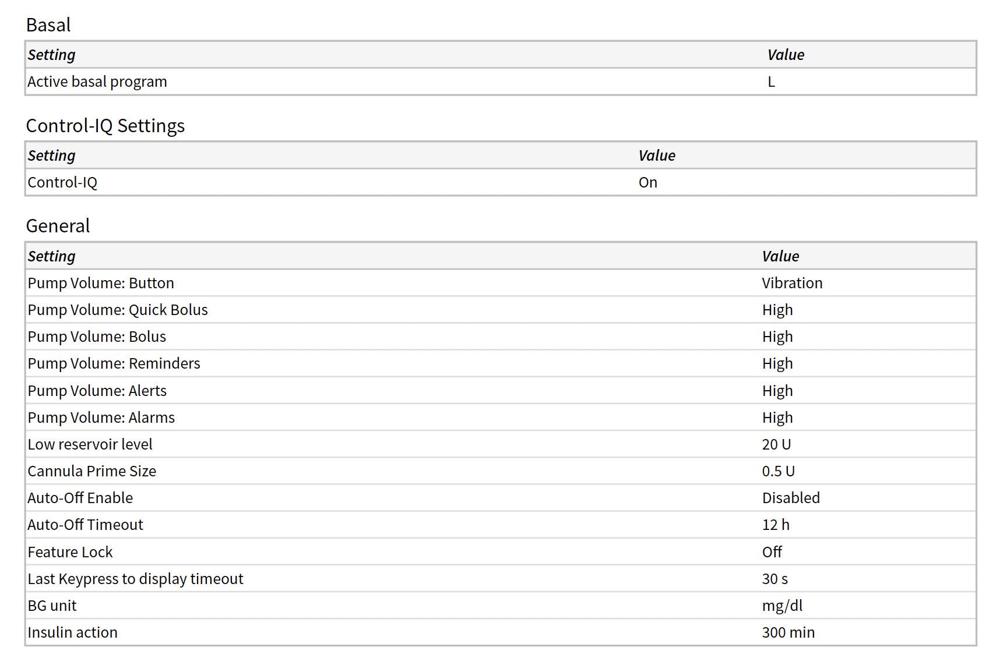 Basal
Setting Value
Active basal program L
Control-IQ Settings
Setting Value
Control-IQ On
General
Setting Value
Pump Volume: Button Vibration
Pump Volume: Quick Bolus High
Pump Volume: Bolus High
Pump Volume: Reminders High
Pump Volume: Alerts High
Pump Volume: Alarms High
Low reservoir level 20 U
Cannula Prime Size 0.5 U
Auto-Off Enable Disabled
Auto-Off Timeout 12 h
Feature Lock Off
Last Keypress to display timeout 30 s
BG unit mg/dl
Insulin action 300 min